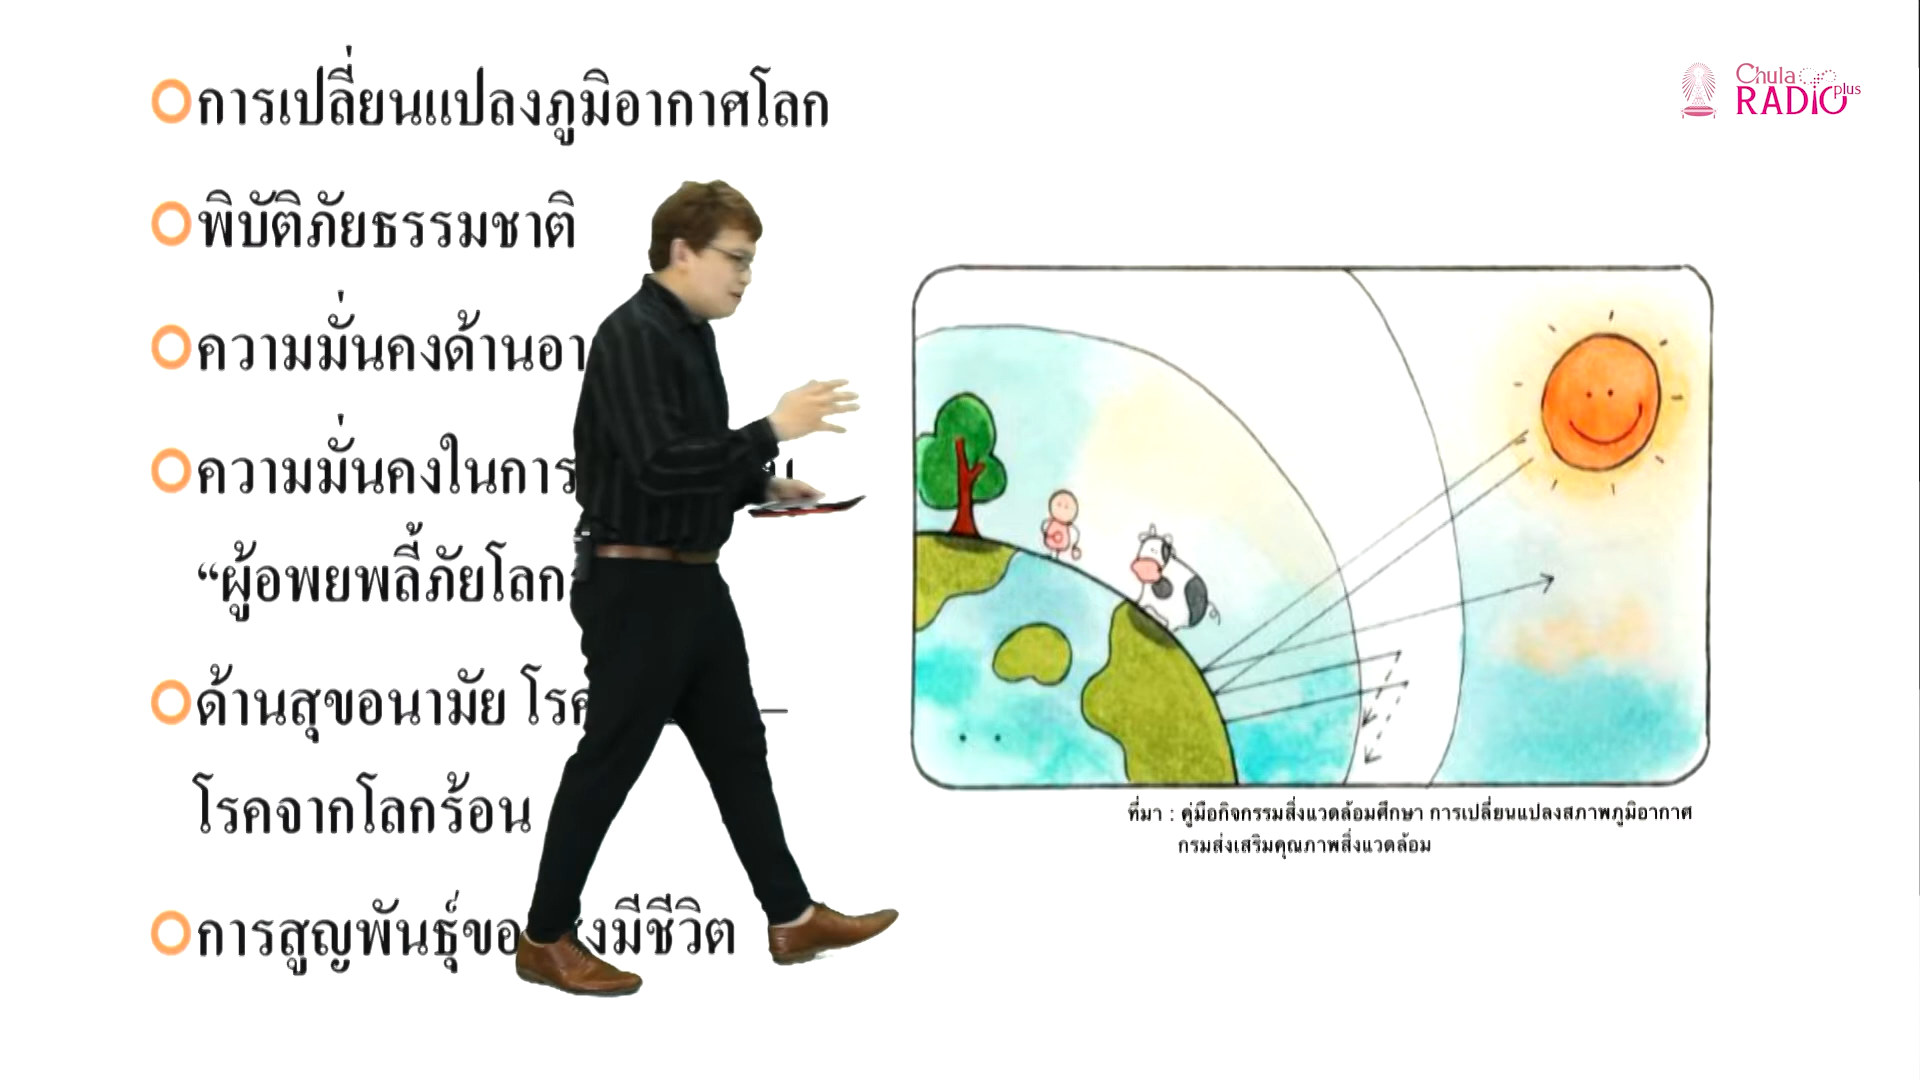 การเปลี่ยนแปลงภูมิอากาศโลก
พิบัติภัยธรรมชาติ
ความมั่นคงด้าน
ความมั่นคงในการ
“ผู้อพยพลี้ภัยโลก
ด้านสุขอนามัย –
โรคจากโลกร้อน
การสูญพันธุ์ มีชีวิต
Chula
RADIO plus
ที่มา : คู่มือกิจกรรมสิ่งแวดล้อมศึกษา การเปลี่ยนแปลงสภาพภูมิอากาศ
กรมส่งเสริมคุณภาพสิ่งแวดล้อม